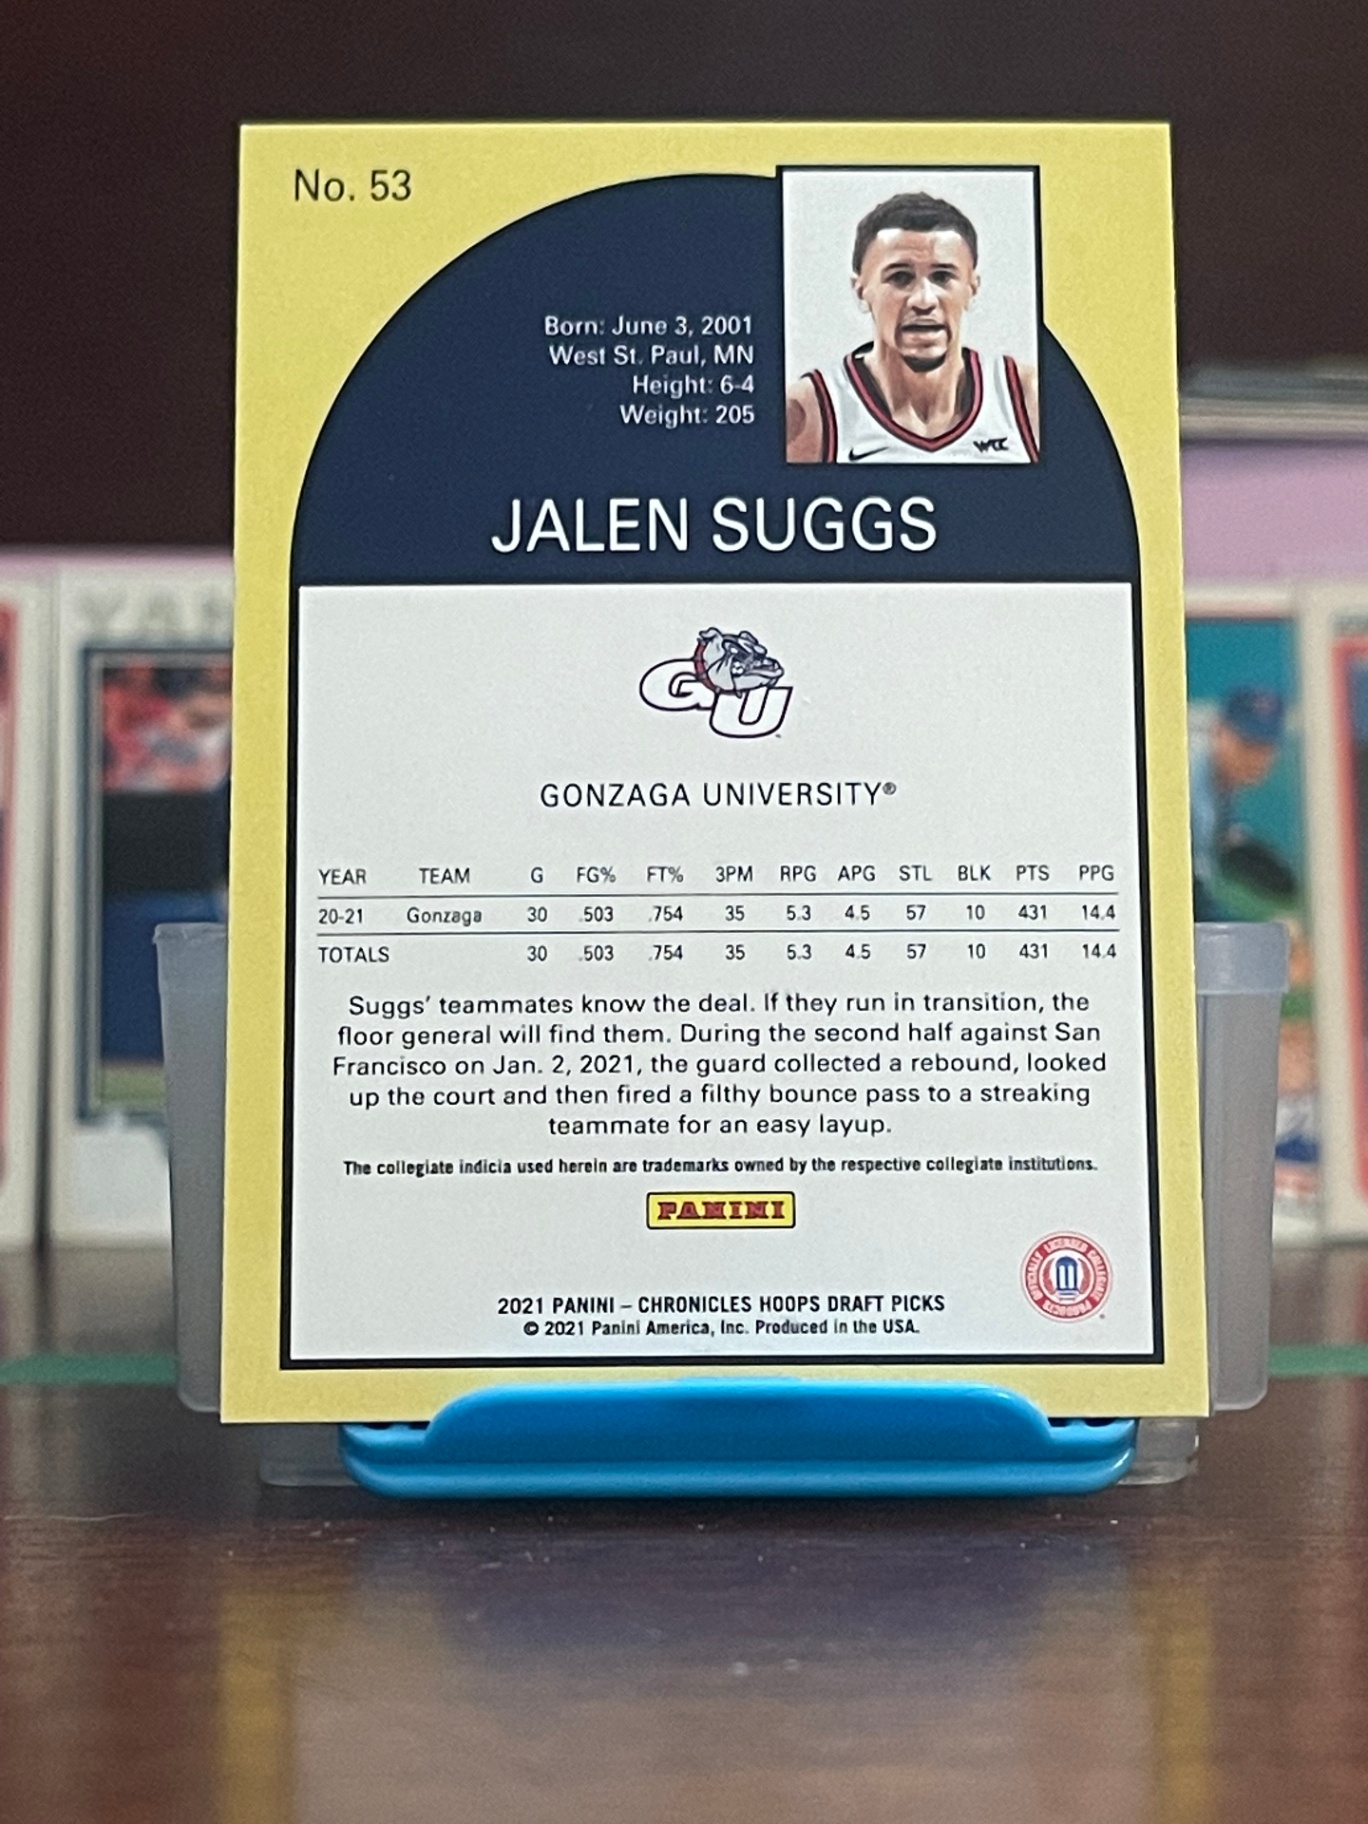 No. 53
Born: June 3, 2001
West St. Paul, MN
Height: 6-4
Weight: 205
WCC
JALEN SUGGS
GU
GONZAGA UNIVERSITY®
YEAR TEAM G FG% FT% 3PM RPG APG STL BLK PTS PPG
20-21 Gonzaga 30 .503 .754 35 5.3 4.5 57 10 431 14.4
TOTALS 30 .503 .754 35 5.3 4.5 57 10 431 14.4
Suggs' teammates know the deal. If they run in transition, the
floor general will find them. During the second half against San
Francisco on Jan. 2, 2021, the guard collected a rebound, looked
up the court and then fired a filthy bounce pass to a streaking
teammate for an easy layup.
The collegiate indicia used herein are trademarks owned by the respective collegiate institutions.
PANINI
OFFICIALLY LICENSED COLLEGIATE PRODUCTS
2021 PANINI – CHRONICLES HOOPS DRAFT PICKS
© 2021 Panini America, Inc. Produced in the USA.